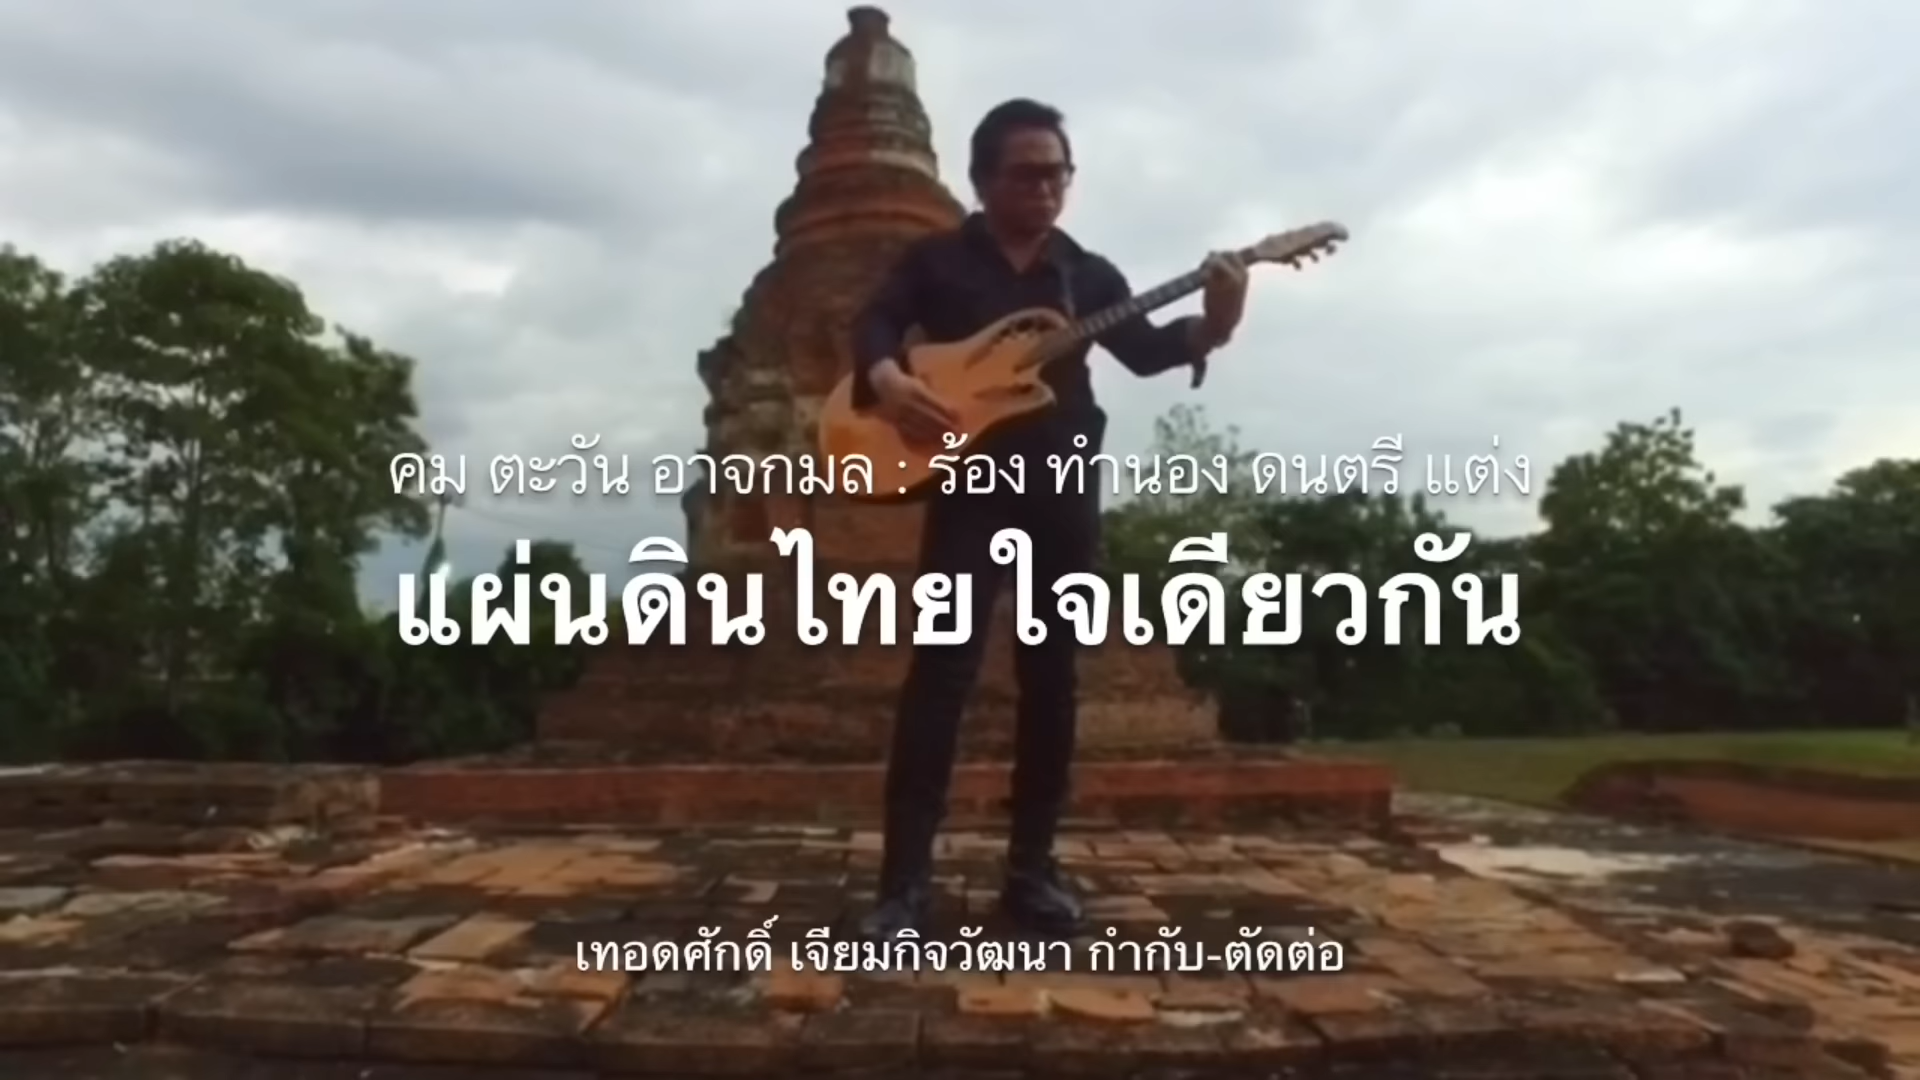 คม ตะวัน อาจกมล : ร้อง ทำนอง ดนตรี แต่ง
แผ่นดินไทย ใจเดียวกัน
เทอดศักดิ์ เจียมกิจวัฒนา กำกับ-ตัดต่อ